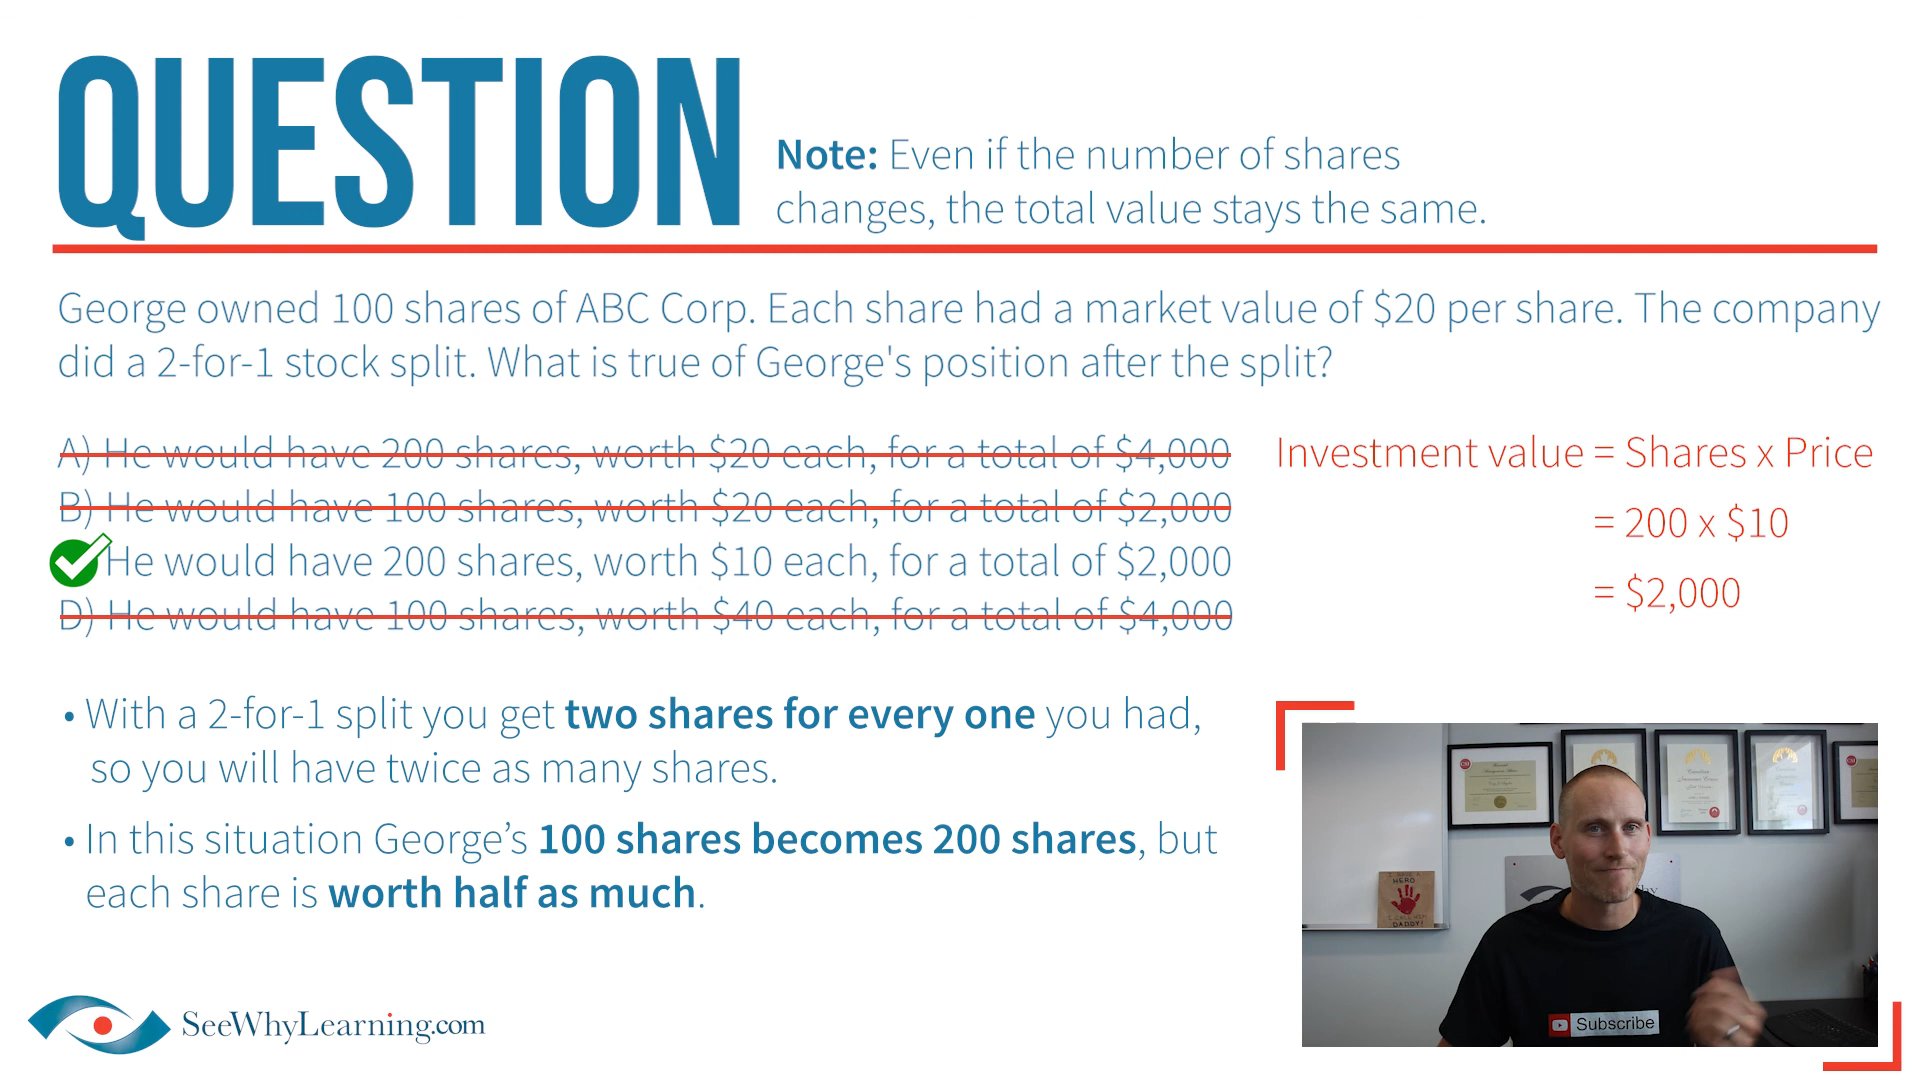 QUESTION
Note: Even if the number of shares
changes, the total value stays the same.
George owned 100 shares of ABC Corp. Each share had a market value of $20 per share. The company
did a 2-for-1 stock split. What is true of George's position after the split?
A) He would have 200 shares, worth $20 each, for a total of $4,000
B) He would have 100 shares, worth $20 each, for a total of $2,000
He would have 200 shares, worth $10 each, for a total of $2,000
D) He would have 100 shares, worth $40 each, for a total of $4,000
Investment value = Shares x Price
= 200 x $10
= $2,000
• With a 2-for-1 split you get two shares for every one you had,
so you will have twice as many shares.
• In this situation George’s 100 shares becomes 200 shares, but
each share is worth half as much.
HERO
DADDY!
Subscribe
SeeWhyLearning.com